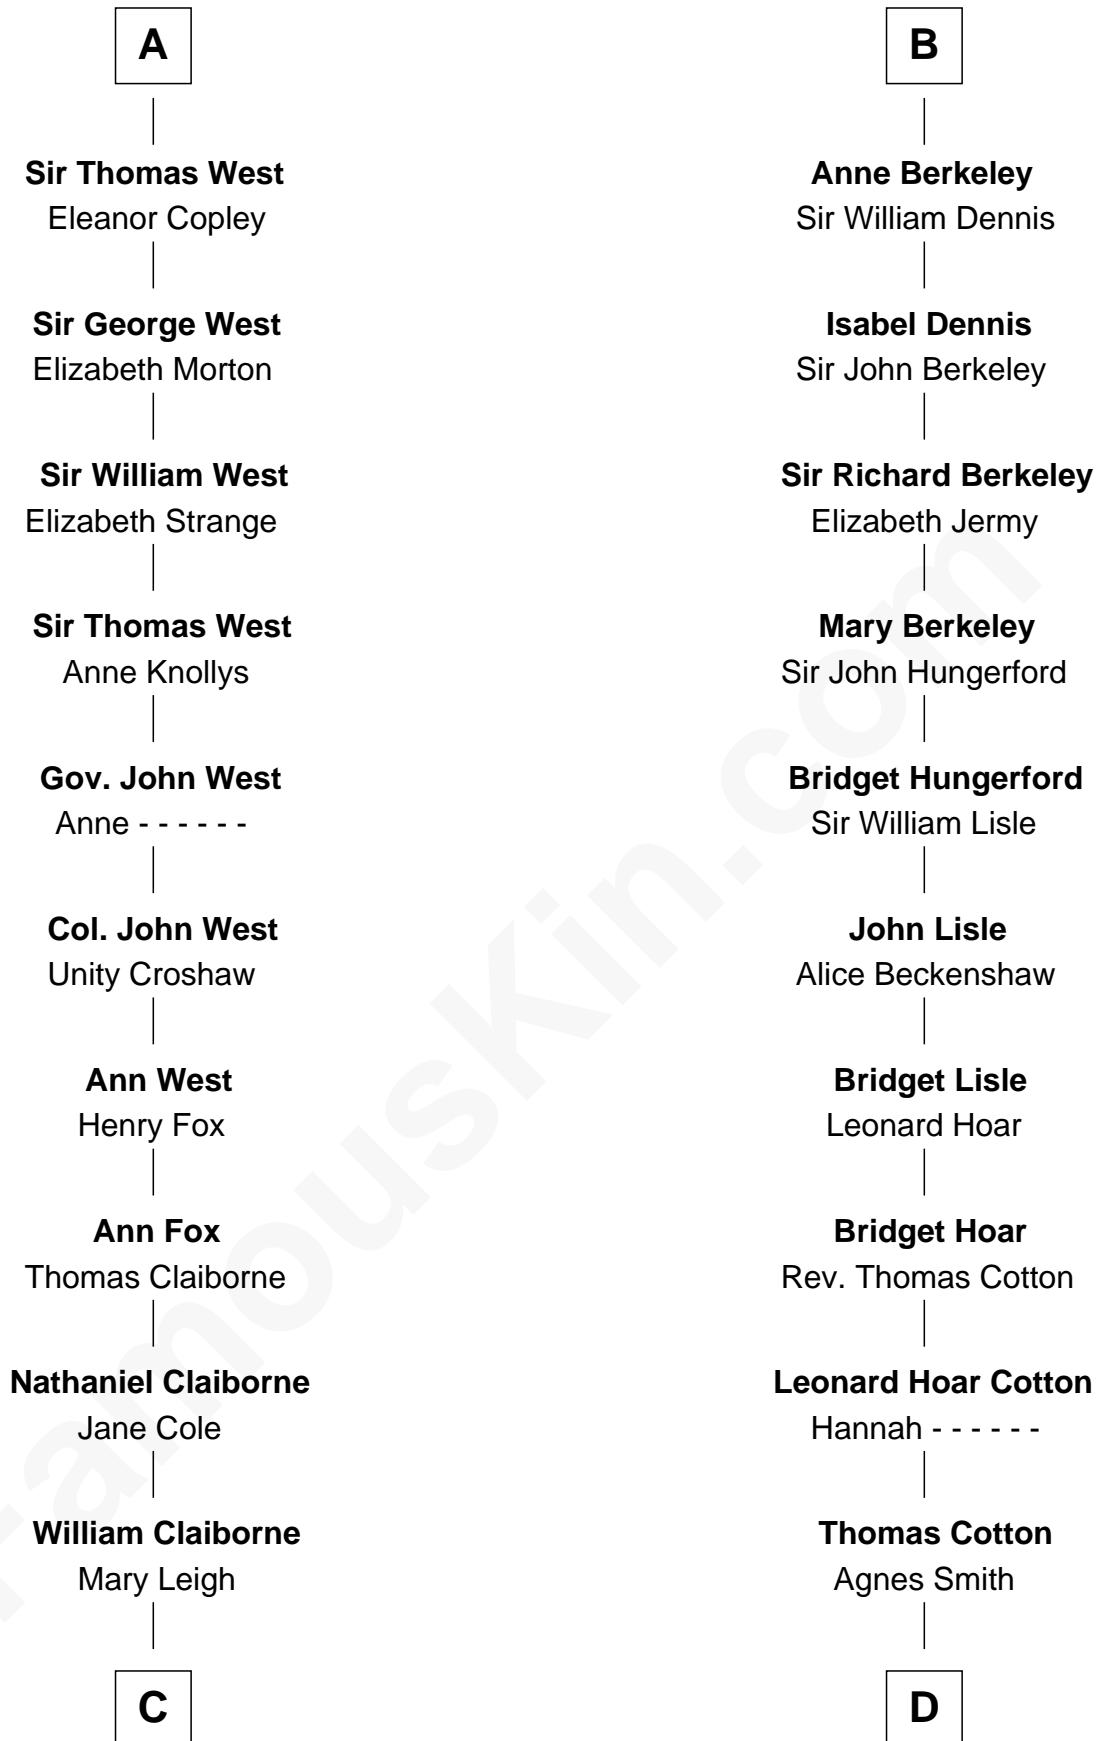 A
Sir Thomas West
Eleanor Copley
Sir George West
Elizabeth Morton
Sir William West
Elizabeth Strange
Sir Thomas West
Anne Knollys
Gov. John West
Anne - - - - - -
Col. John West
Unity Croshaw
Ann West
Henry Fox
Ann Fox
Thomas Claiborne
Nathaniel Claiborne
Jane Cole
William Claiborne
Mary Leigh
C
B
Anne Berkeley
Sir William Dennis
Isabel Dennis
Sir John Berkeley
Sir Richard Berkeley
Elizabeth Jermy
Mary Berkeley
Sir John Hungerford
Bridget Hungerford
Sir William Lisle
John Lisle
Alice Beckenshaw
Bridget Lisle
Leonard Hoar
Bridget Hoar
Rev. Thomas Cotton
Leonard Hoar Cotton
Hannah - - - - - -
Thomas Cotton
Agnes Smith
D
FamousKin.com